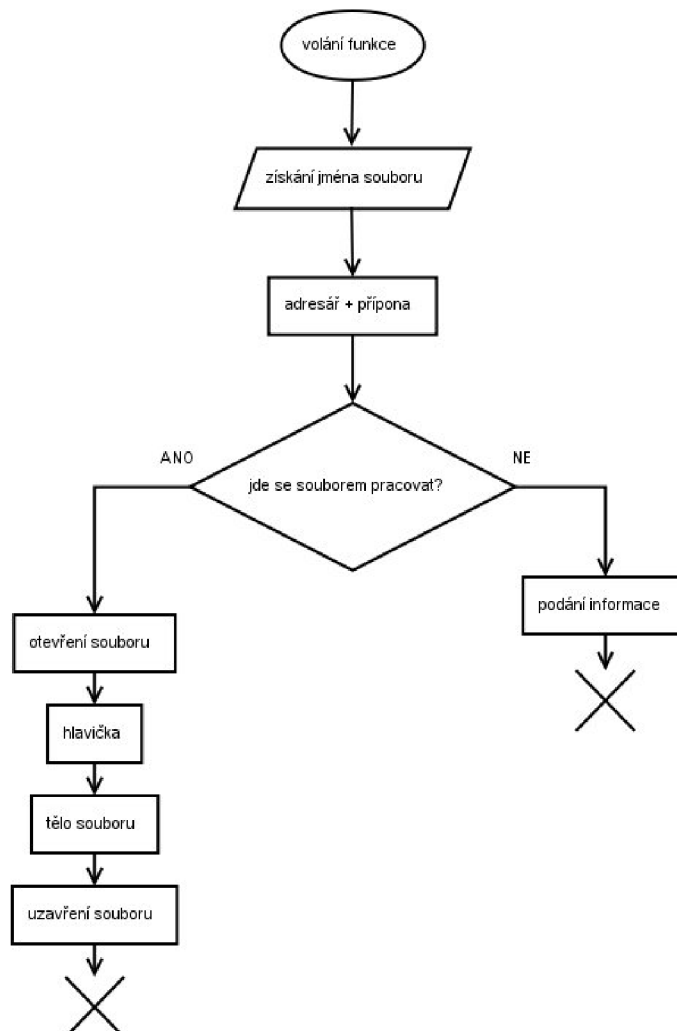 volání funkce
získání jména souboru
adresář + přípona
ANO
NE
jde se souborem pracovat?
podání informace
otevření souboru
hlavička
tělo souboru
uzavření souboru